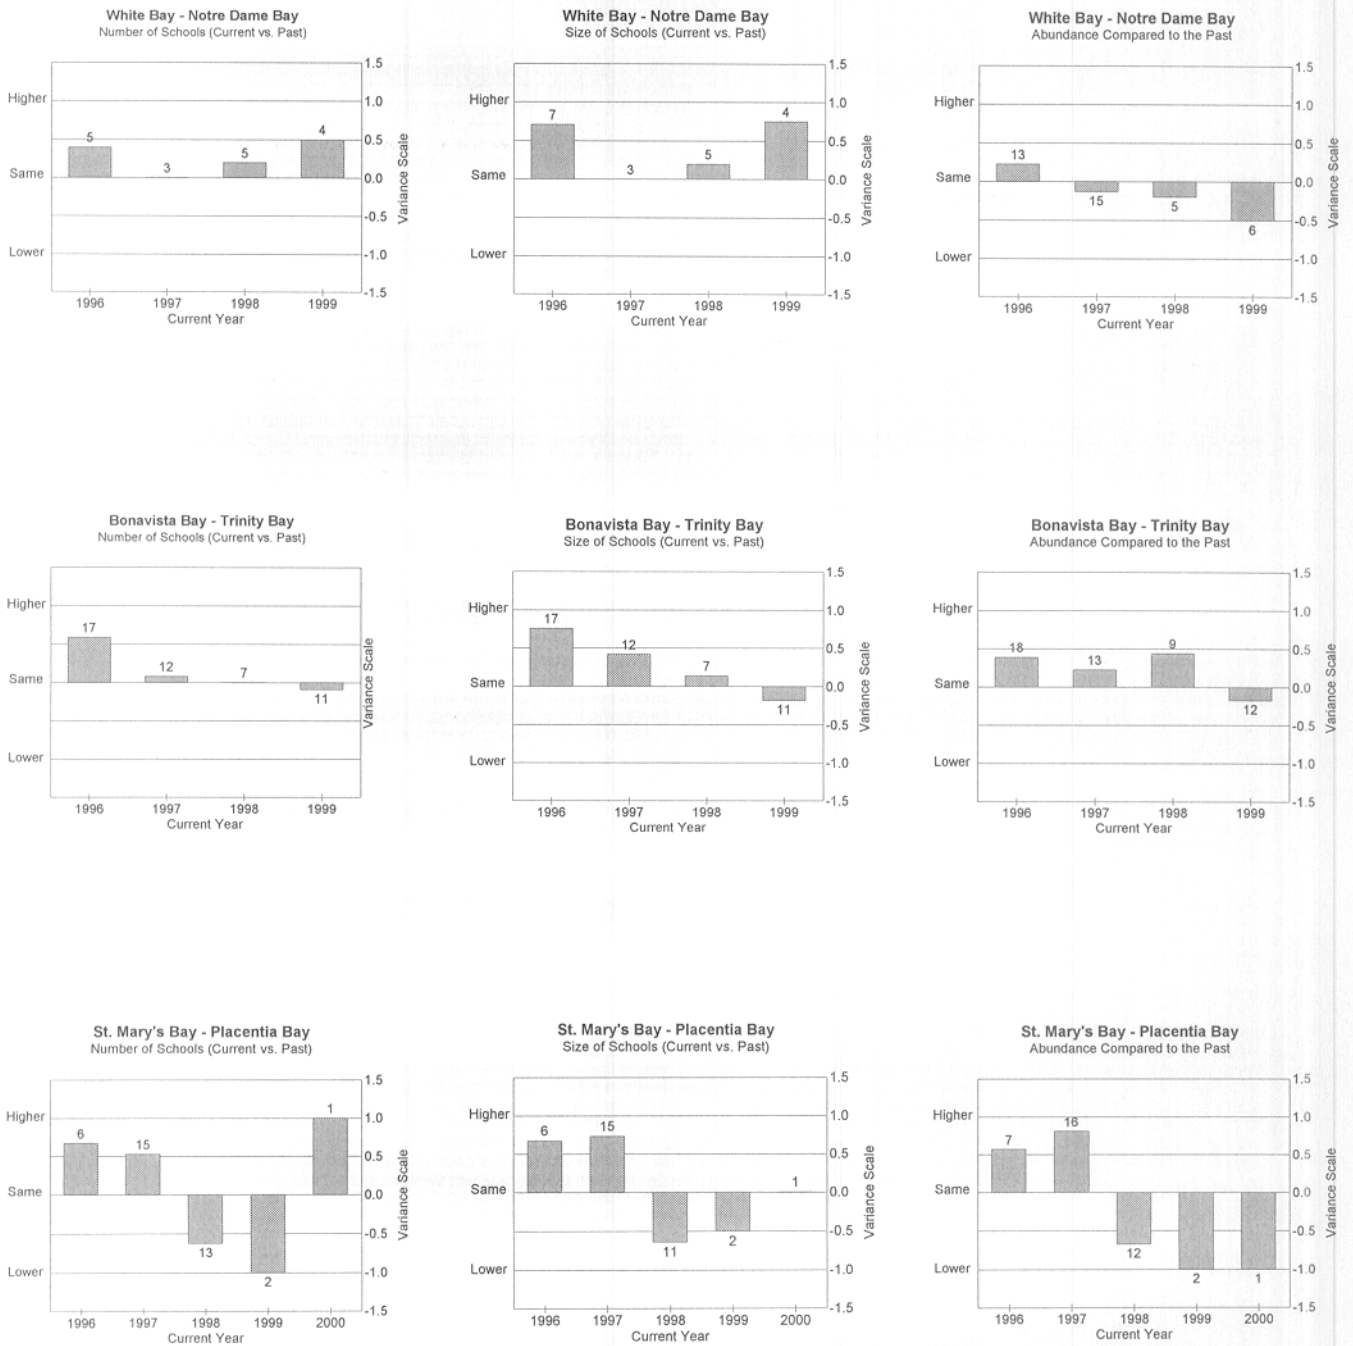 White Bay - Notre Dame Bay
Number of Schools (Current vs. Past)
1.5
Higher
1.0
5
4
0.5
5
3
Same
0.0
-0.5
Lower
-1.0
-1.5
1996 1997 1998 1999
Current Year
Variance Scale
White Bay - Notre Dame Bay
Size of Schools (Current vs. Past)
1.5
Higher
1.0
7
4
0.5
5
3
Same
0.0
-0.5
Lower
-1.0
-1.5
1996 1997 1998 1999
Current Year
Variance Scale
White Bay - Notre Dame Bay
Abundance Compared to the Past
1.5
Higher
1.0
0.5
13
Same
0.0
15
5
-0.5
6
Lower
-1.0
-1.5
1996 1997 1998 1999
Current Year
Variance Scale
Bonavista Bay - Trinity Bay
Number of Schools (Current vs. Past)
Higher
17
12
7
Same
11
Lower
1996 1997 1998 1999
Current Year
Variance Scale
Bonavista Bay - Trinity Bay
Size of Schools (Current vs. Past)
1.5
Higher
1.0
17
12
0.5
7
Same
0.0
11
-0.5
Lower
-1.0
-1.5
1996 1997 1998 1999
Current Year
Variance Scale
Bonavista Bay - Trinity Bay
Abundance Compared to the Past
1.5
Higher
1.0
18
9
0.5
13
Same
0.0
12
-0.5
Lower
-1.0
-1.5
1996 1997 1998 1999
Current Year
Variance Scale
St. Mary's Bay - Placentia Bay
Number of Schools (Current vs. Past)
1.5
1
Higher
1.0
6
15
0.5
Same
0.0
-0.5
13
Lower
-1.0
2
-1.5
1996 1997 1998 1999 2000
Current Year
Variance Scale
St. Mary's Bay - Placentia Bay
Size of Schools (Current vs. Past)
1.5
Higher
1.0
6
15
0.5
1
Same
0.0
-0.5
2
11
Lower
-1.0
-1.5
1996 1997 1998 1999 2000
Current Year
Variance Scale
St. Mary's Bay - Placentia Bay
Abundance Compared to the Past
1.5
Higher
1.0
16
7
0.5
Same
0.0
-0.5
12
Lower
-1.0
2
1
-1.5
1996 1997 1998 1999 2000
Current Year
Variance Scale